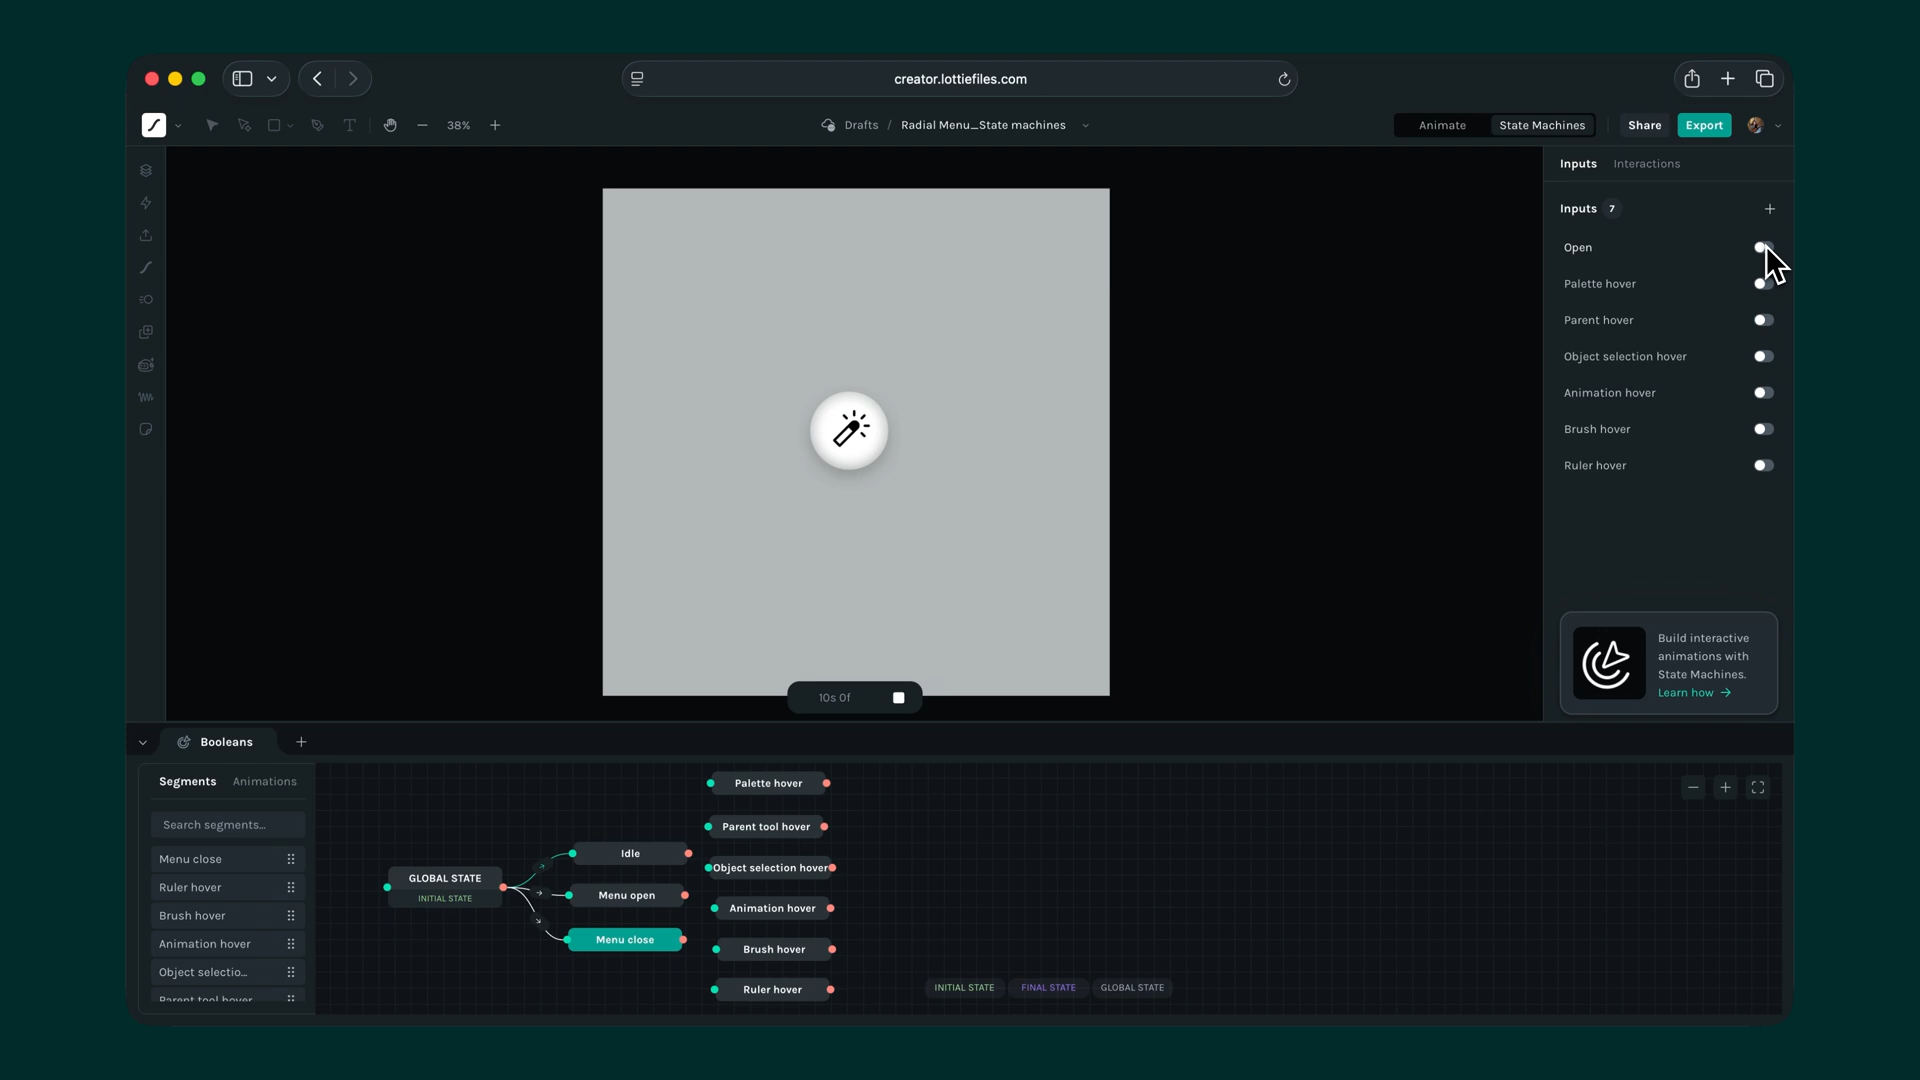 creator.lottiefiles.com
T
38%
Drafts / Radial Menu_State machines
Animate
State Machines
Share
Export
Inputs
Interactions
Inputs 7
Open
Palette hover
Parent hover
Object selection hover
Animation hover
Brush hover
Ruler hover
Build interactive
animations with
State Machines.
Learn how →
10s 0f
Booleans
Segments
Animations
Search segments...
Menu close
Ruler hover
Brush hover
Animation hover
Object selectio...
Parent tool hover
GLOBAL STATE
INITIAL STATE
Idle
Menu open
Menu close
Palette hover
Parent tool hover
Object selection hover
Animation hover
Brush hover
Ruler hover
INITIAL STATE
FINAL STATE
GLOBAL STATE